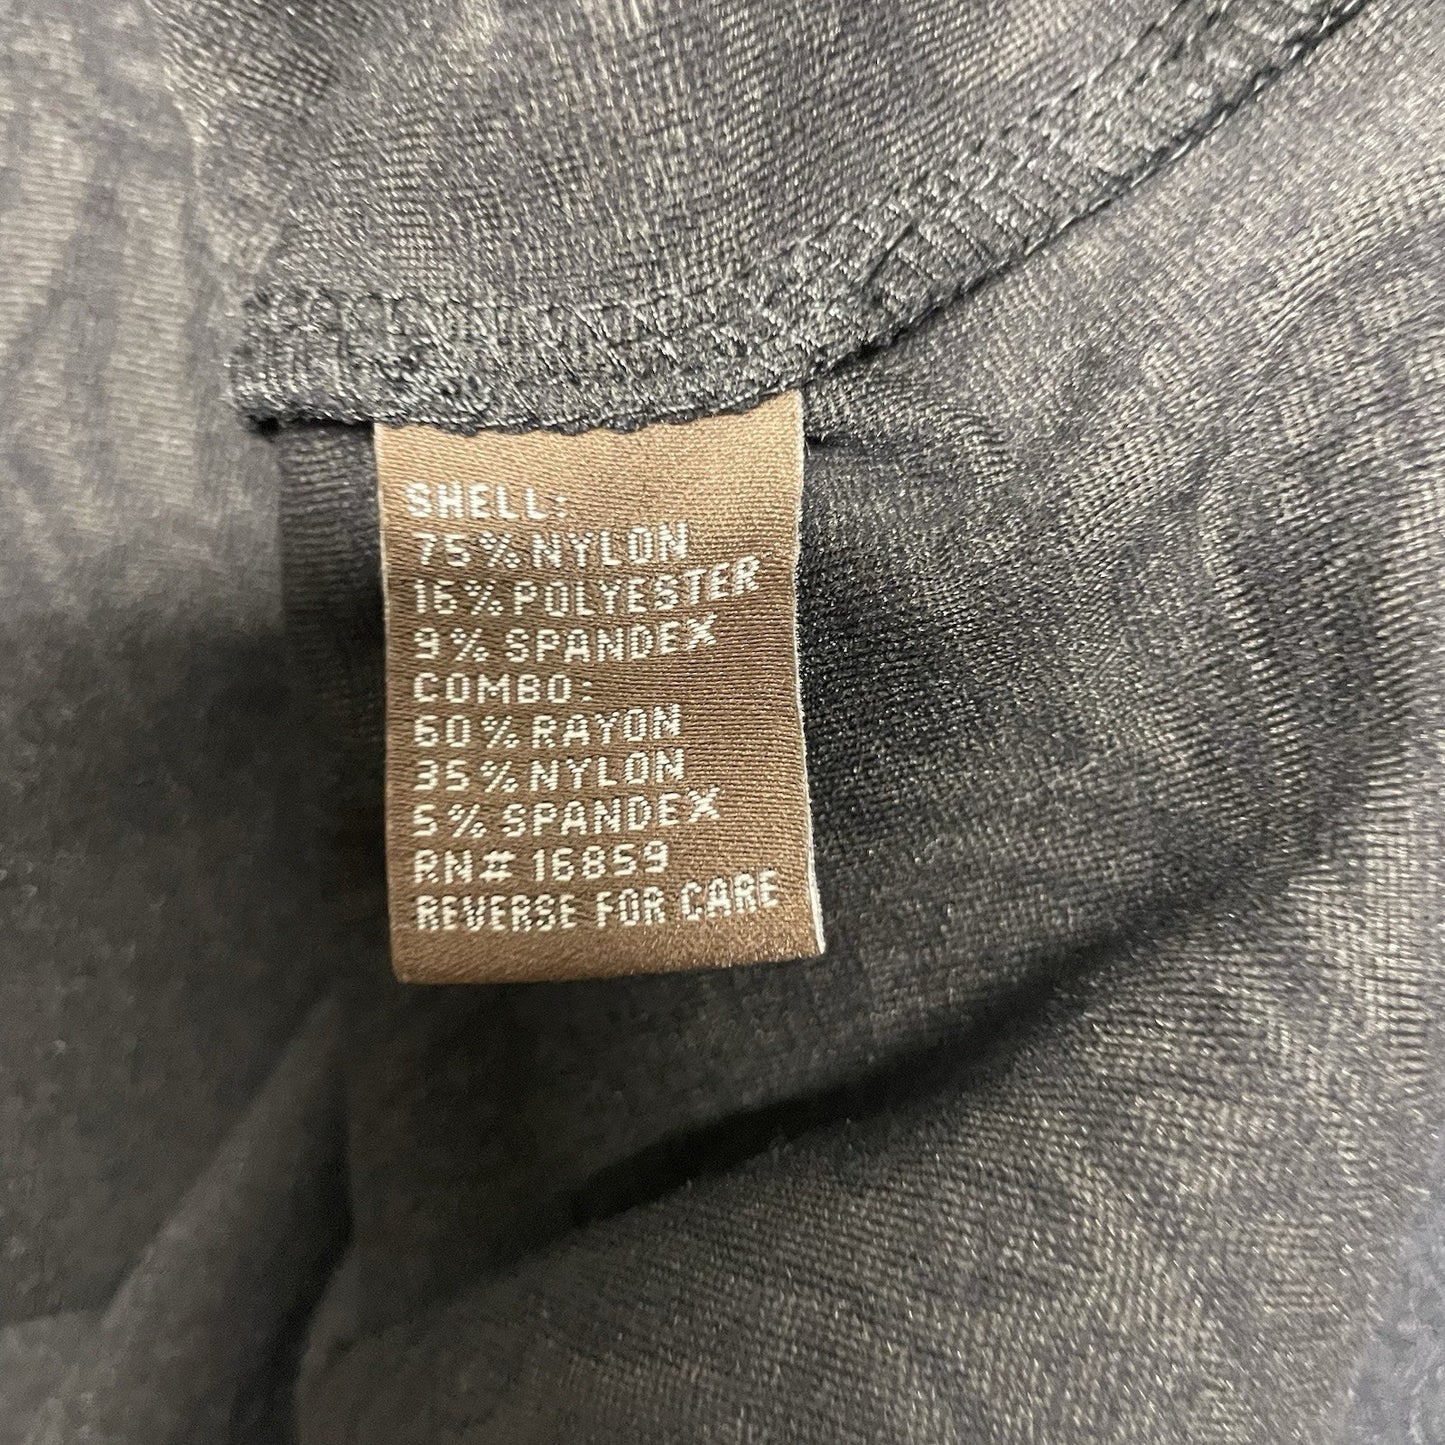 SHELL:
75% NYLON
16% POLYESTER
9% SPANDEX
COMBO:
60% RAYON
35% NYLON
5% SPANDEX
RN# 16859
REVERSE FOR CARE